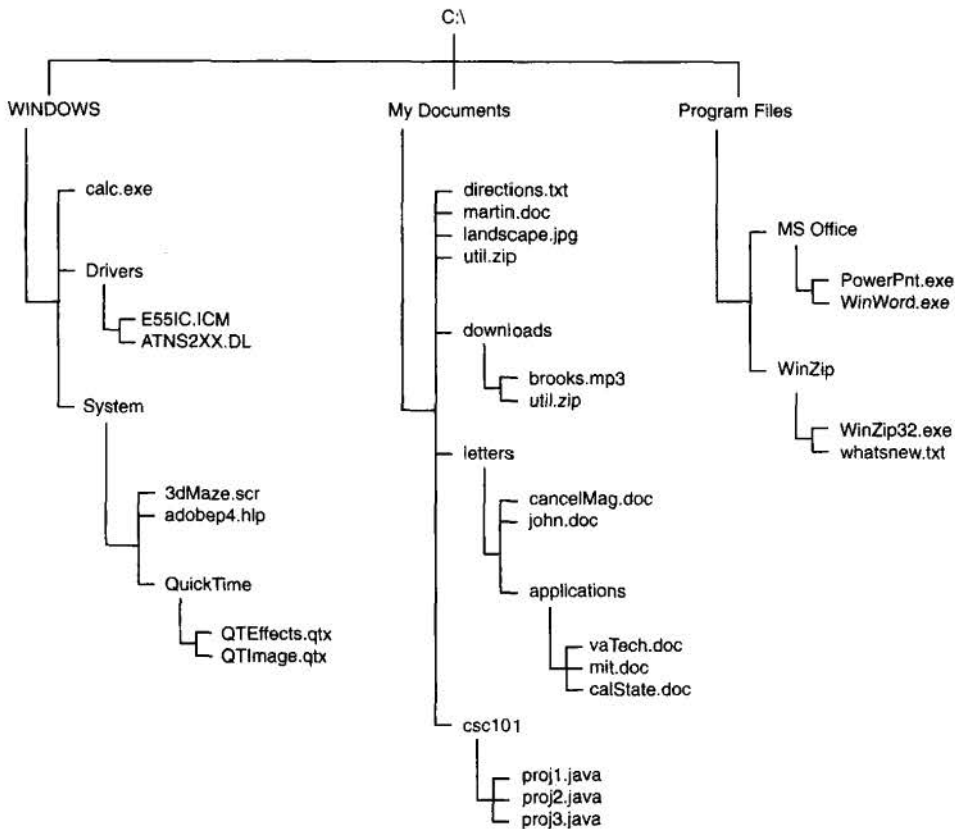 C:\
WINDOWS
calc.exe
Drivers
E55IC.ICM
ATNS2XX.DL
System
3dMaze.scr
adobep4.hlp
QuickTime
QTEffects.qtx
QTImage.qtx
My Documents
directions.txt
martin.doc
landscape.jpg
util.zip
downloads
brooks.mp3
util.zip
letters
cancelMag.doc
john.doc
applications
vaTech.doc
mit.doc
calState.doc
csc101
proj1.java
proj2.java
proj3.java
Program Files
MS Office
PowerPnt.exe
WinWord.exe
WinZip
WinZip32.exe
whatsnew.txt